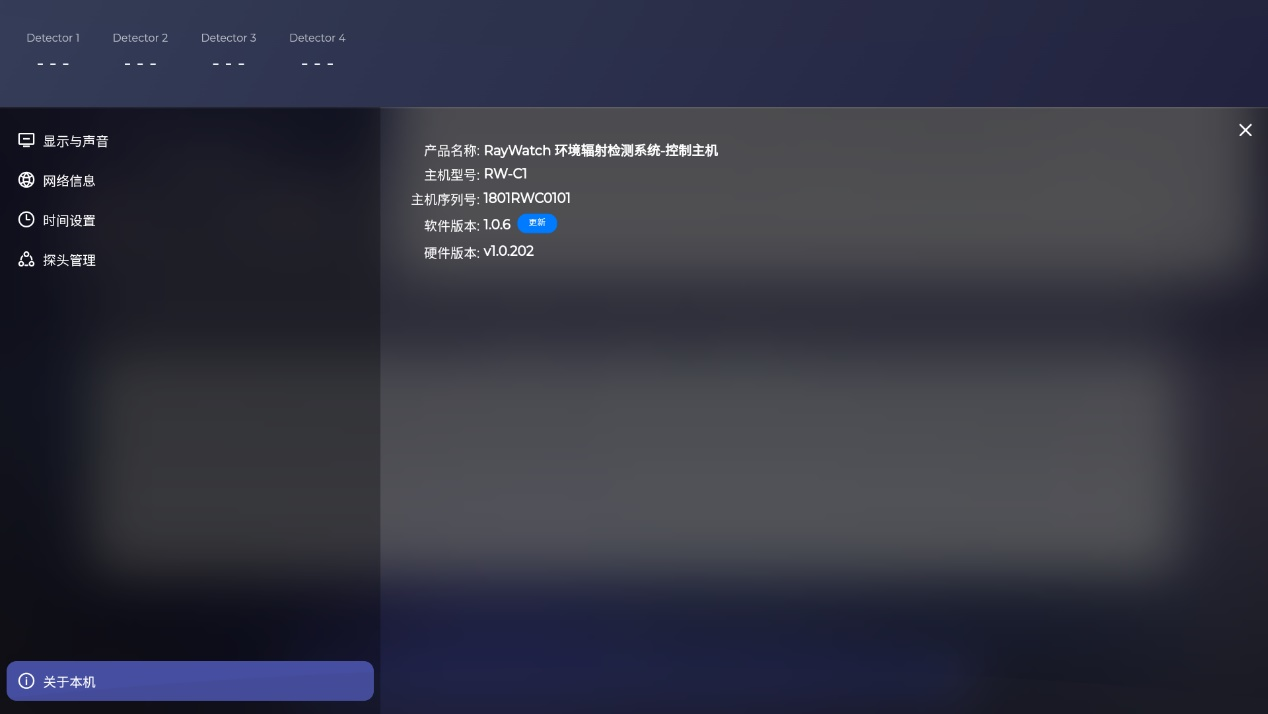 Detector 1 Detector 2 Detector 3 Detector 4
--- --- --- ---
显示与声音
网络信息
时间设置
探头管理
产品名称: RayWatch 环境辐射检测系统-控制主机
主机型号: RW-C1
主机序列号: 1801RWC0101
软件版本: 1.0.6 更新
硬件版本: v1.0.202
关于本机